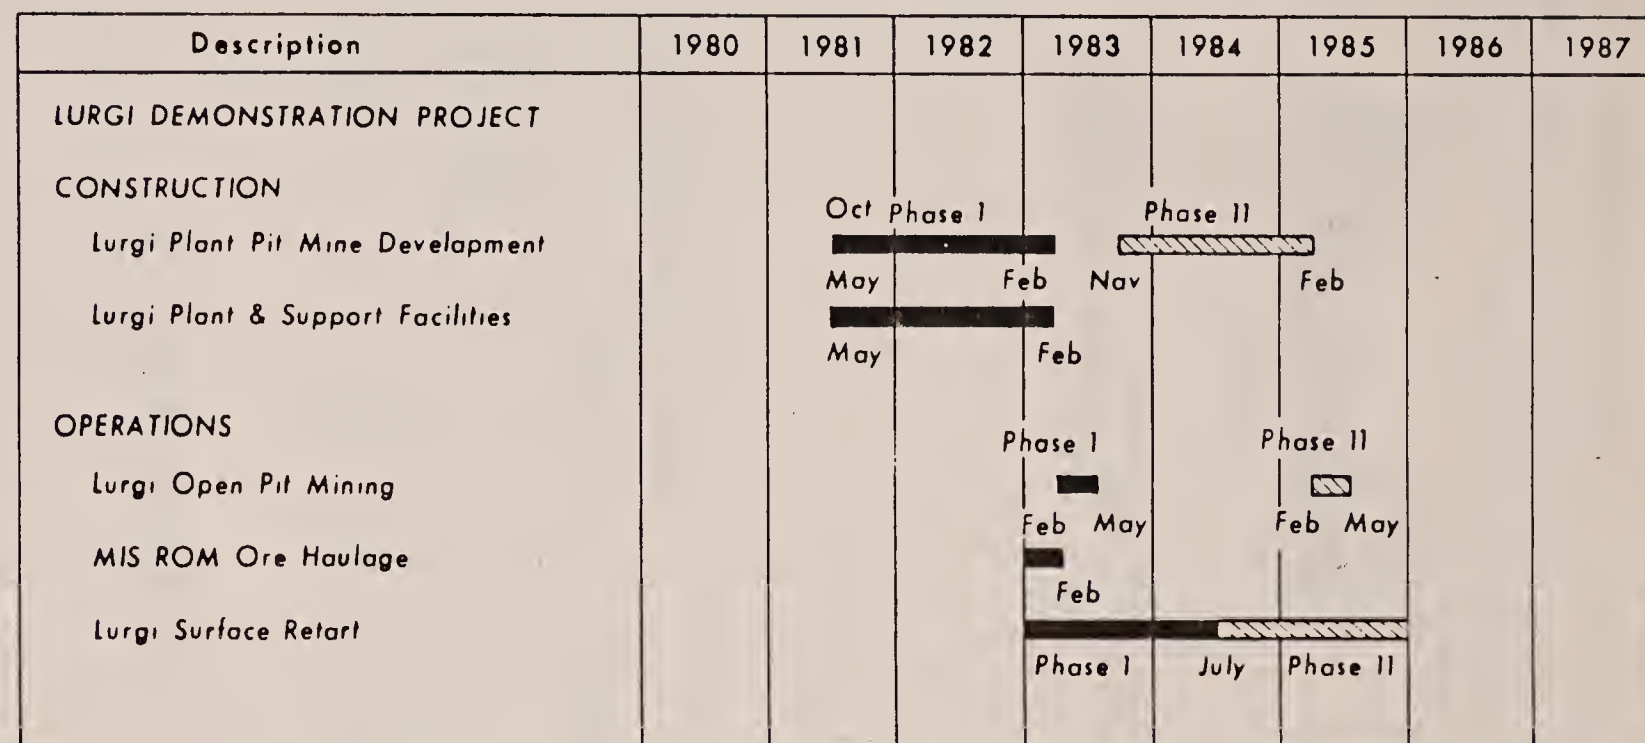 Description 1980 1981 1982 1983 1984 1985 1986 1987
LURGI DEMONSTRATION PROJECT
CONSTRUCTION
Oct Phase I Phase II
Lurgi Plant Pit Mine Development
May Feb Nov Feb
Lurgi Plant & Support Facilities
May Feb
OPERATIONS
Phase I Phase II
Lurgi Open Pit Mining
Feb May Feb May
MIS ROM Ore Haulage
Feb
Lurgi Surface Retort
Phase I July Phase II